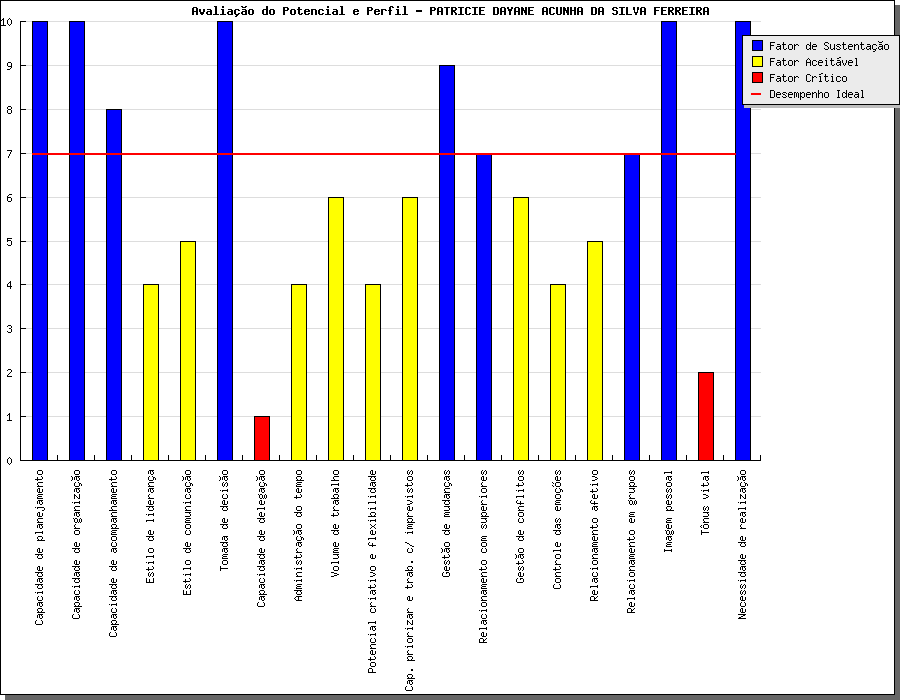 Avaliação do Potencial e Perfil - PATRICIE DAYANE ACUNHA DA SILVA FERREIRA
10
9
8
7
6
5
4
3
2
1
0
Fator de Sustentação
Fator Aceitável
Fator Crítico
Desempenho Ideal
Capacidade de planejamento
Capacidade de organização
Capacidade de acompanhamento
Estilo de liderança
Estilo de comunicação
Tomada de decisão
Capacidade de delegação
Administração do tempo
Volume de trabalho
Potencial criativo e flexibilidade
Cap. priorizar e trab. c/ imprevistos
Gestão de mudanças
Relacionamento com superiores
Gestão de conflitos
Controle das emoções
Relacionamento afetivo
Relacionamento em grupos
Imagem pessoal
Tônus vital
Necessidade de realização